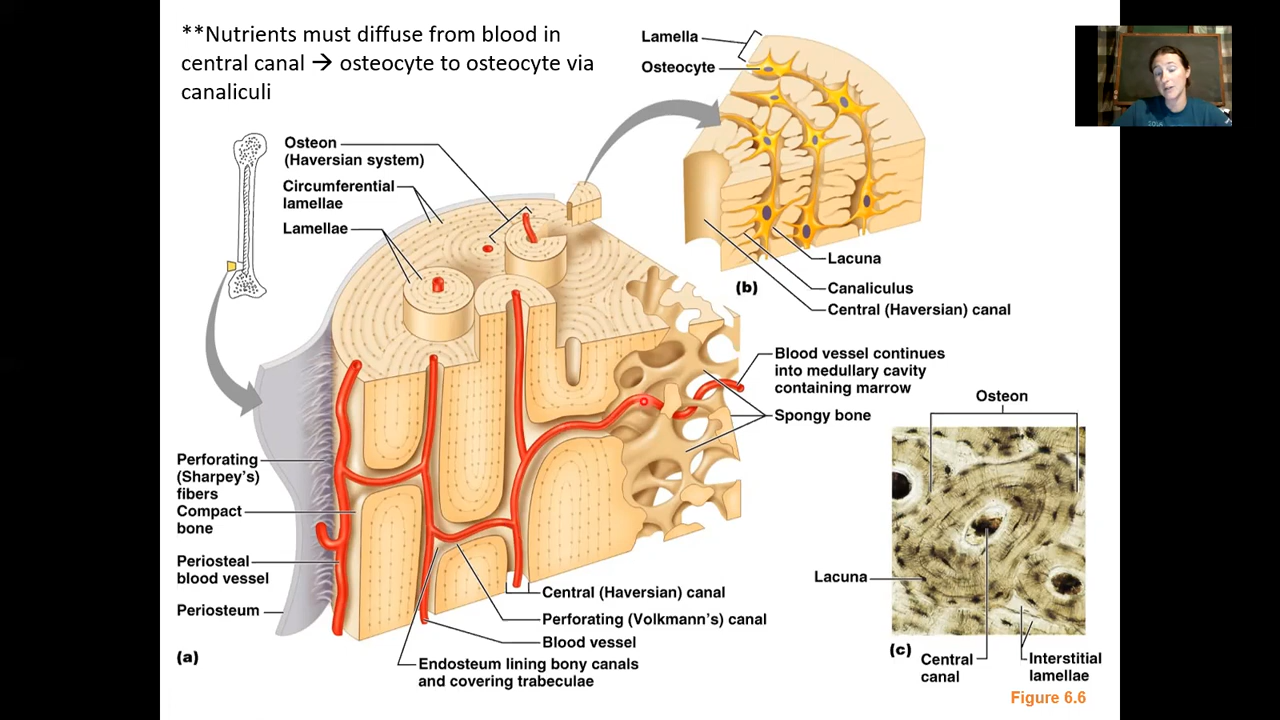 **Nutrients must diffuse from blood in
central canal → osteocyte to osteocyte via
canaliculi
Lamella
Osteocyte
Lacuna
Canaliculus
Central (Haversian) canal
(b)
Osteon
(Haversian system)
Circumferential
lamellae
Lamellae
Blood vessel continues
into medullary cavity
containing marrow
Spongy bone
Perforating
(Sharpey's)
fibers
Compact
bone
Periosteal
blood vessel
Periosteum
(a)
Central (Haversian) canal
Perforating (Volkmann's) canal
Blood vessel
Endosteum lining bony canals
and covering trabeculae
Osteon
Lacuna
(c)
Central
canal
Interstitial
lamellae
Figure 6.6